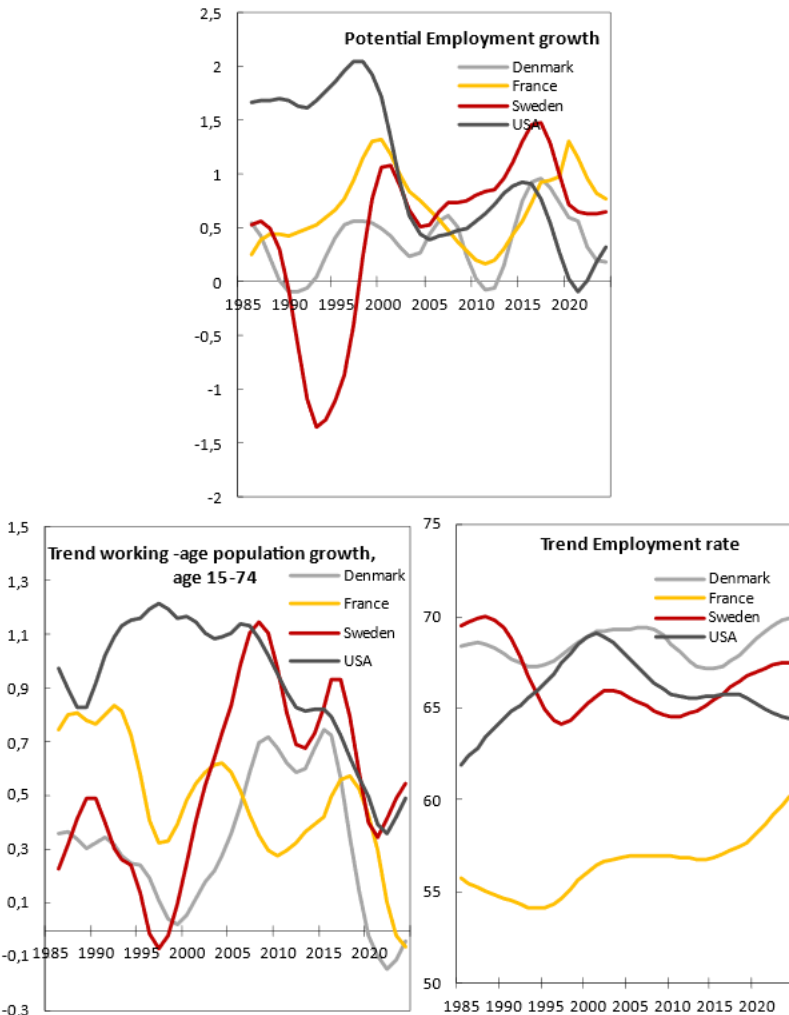 2,5
Potential Employment growth
Denmark
France
Sweden
USA
2
1,5
1
0,5
0
1985 1990 1995 2000 2005 2010 2015 2020
-0,5
-1
-1,5
-2
1,5
Trend working -age population growth,
age 15-74
Denmark
France
Sweden
USA
1,3
1,1
0,9
0,7
0,5
0,3
0,1
-0,1
1985 1990 1995 2000 2005 2010 2015 2020
-0,3
75
Trend Employment rate
Denmark
France
Sweden
USA
70
65
60
55
50
1985 1990 1995 2000 2005 2010 2015 2020